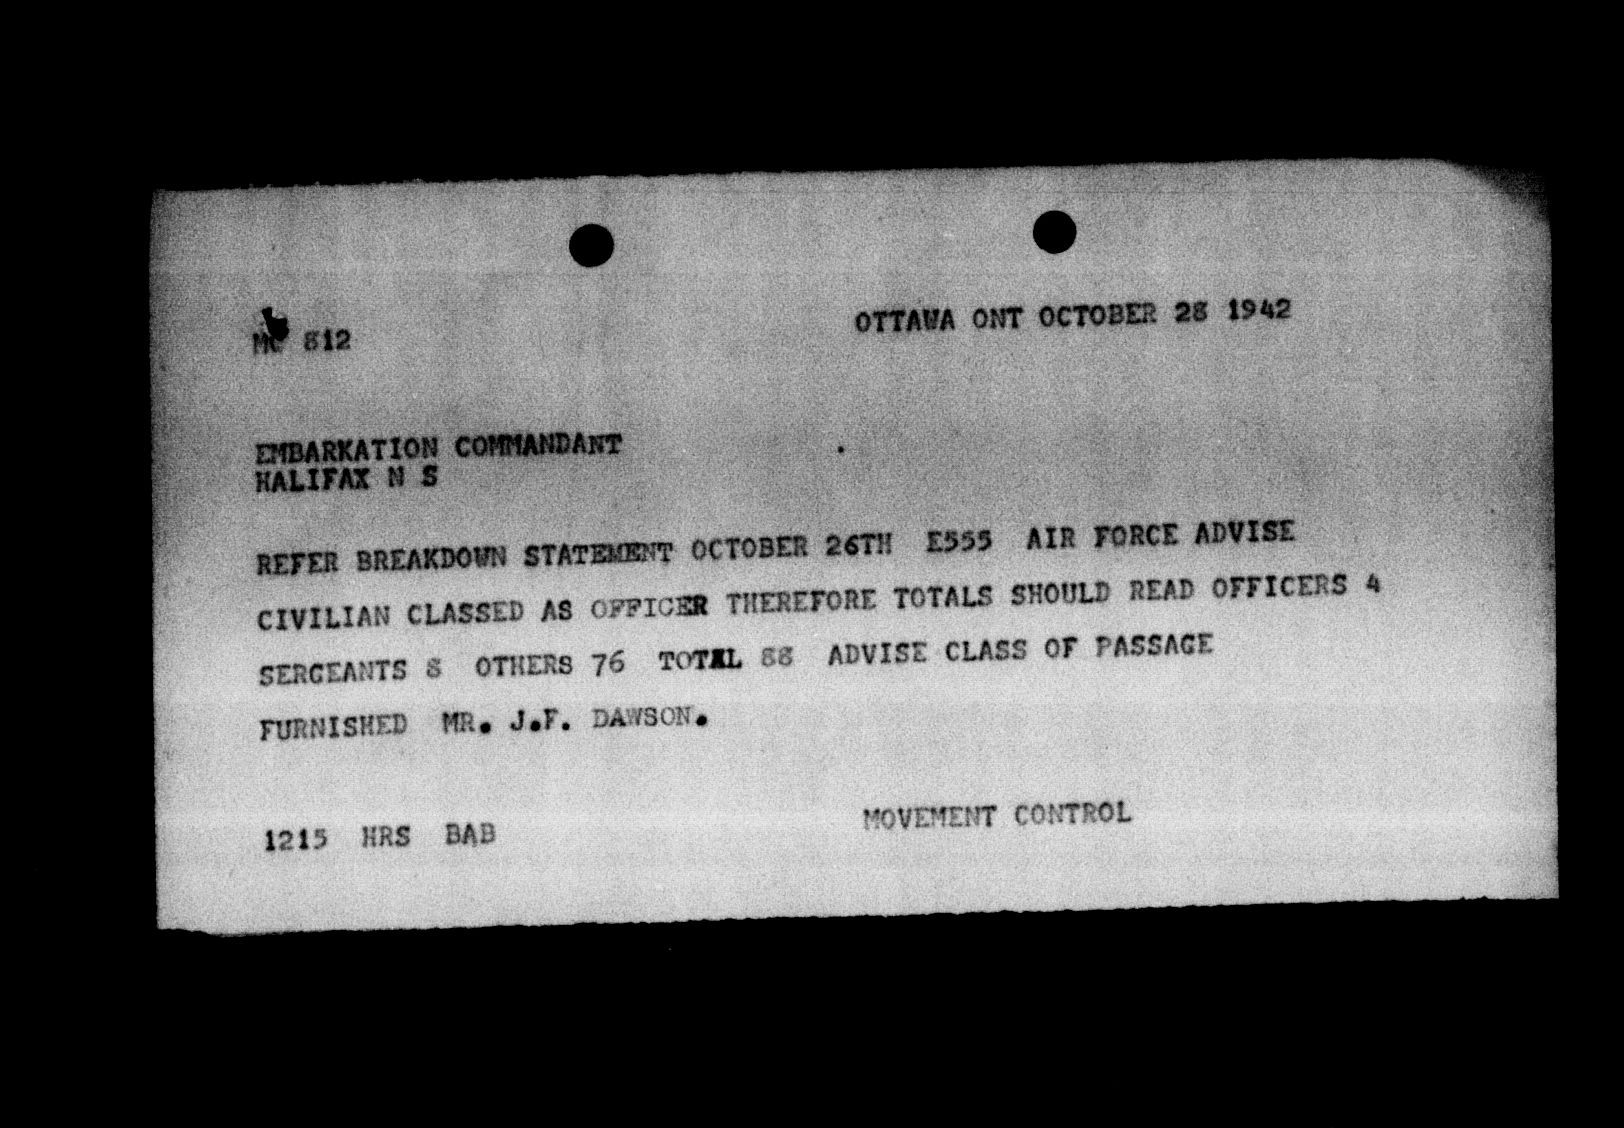 MC 812
OTTAWA ONT OCTOBER 28 1942
EMBARKATION COMMANDANT
HALIFAX N S
REFER BREAKDOWN STATEMENT OCTOBER 26TH E555 AIR FORCE ADVISE
CIVILIAN CLASSED AS OFFICER THEREFORE TOTALS SHOULD READ OFFICERS 4
SERGEANTS 8 OTHERS 76 TOTAL 88 ADVISE CLASS OF PASSAGE
FURNISHED MR. J.F. DAWSON.
1215 HRS BAB
MOVEMENT CONTROL